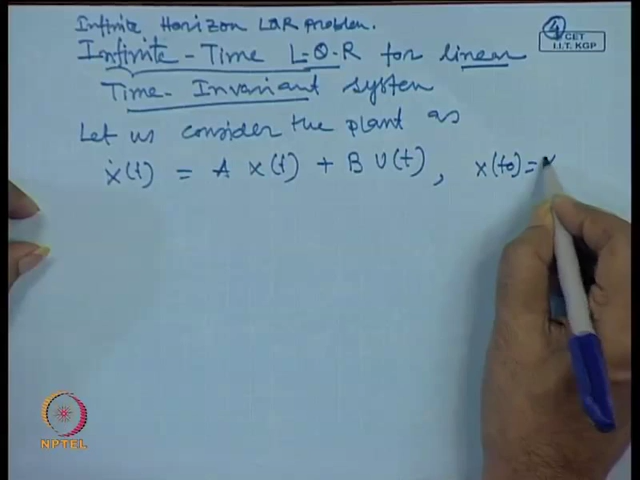 Infinite Horizon LQR Problem.
Infinite-Time L-Q-R for linear
Time-Invariant system
Let us consider the plant as
ẋ(t) = A x(t) + B U(t), x(t0) = x
4
CET
I.I.T. KGP
NPTEL